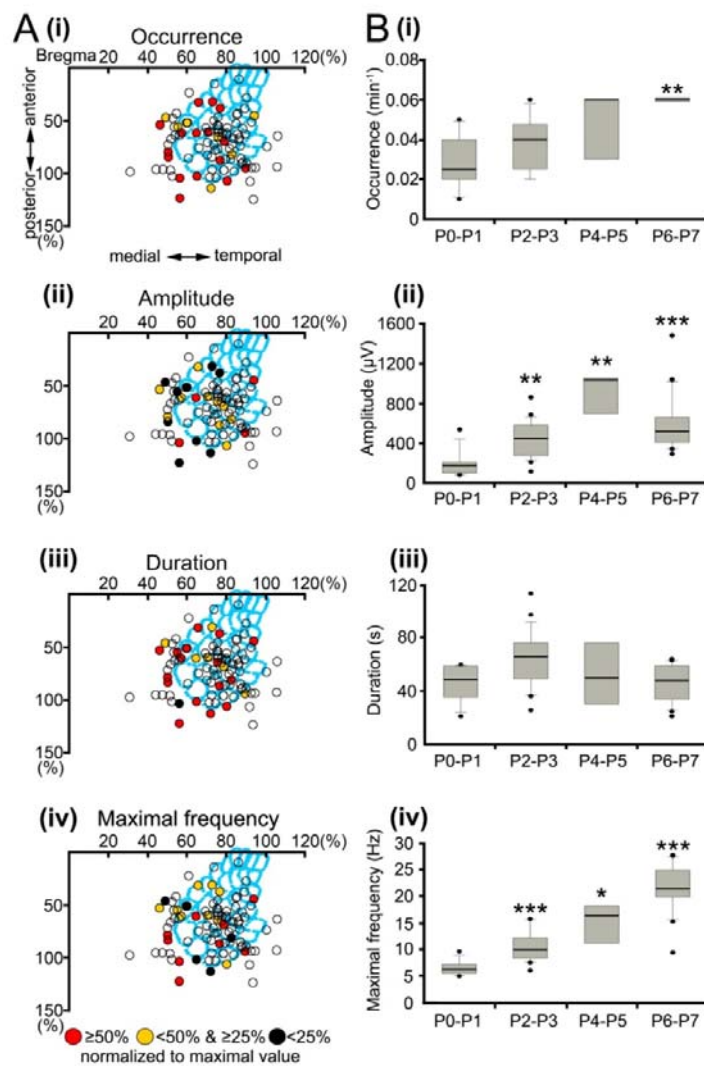 A (i)
Occurrence
Bregma 20 40 60 80 100 120(%)
anterior
50
100
posterior
150
(%)
medial temporal
(ii)
Amplitude
20 40 60 80 100 120(%)
50
100
150
(%)
(iii)
Duration
20 40 60 80 100 120(%)
50
100
150
(%)
(iv)
Maximal frequency
20 40 60 80 100 120(%)
50
100
150
(%)
≥50% <50% & ≥25% <25%
normalized to maximal value
B (i)
Occurrence (min⁻¹)
0.08
0.06
0.04
0.02
0
**
P0-P1 P2-P3 P4-P5 P6-P7
(ii)
Amplitude (µV)
1600
1200
800
400
0
** ** ***
P0-P1 P2-P3 P4-P5 P6-P7
(iii)
Duration (s)
120
80
40
0
P0-P1 P2-P3 P4-P5 P6-P7
(iv)
Maximal frequency (Hz)
30
25
20
15
10
5
0
*** * ***
P0-P1 P2-P3 P4-P5 P6-P7